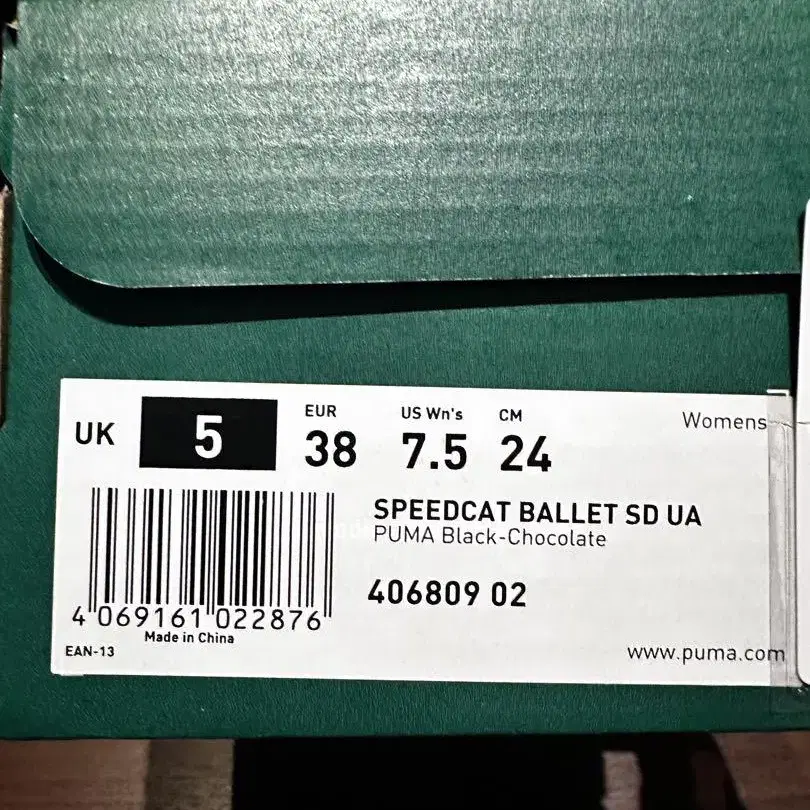 UK 5 EUR 38 US Wn's 7.5 CM 24 Womens
SPEEDCAT BALLET SD UA
PUMA Black-Chocolate
406809 02
4 069161 022876
Made in China
EAN-13
www.puma.com